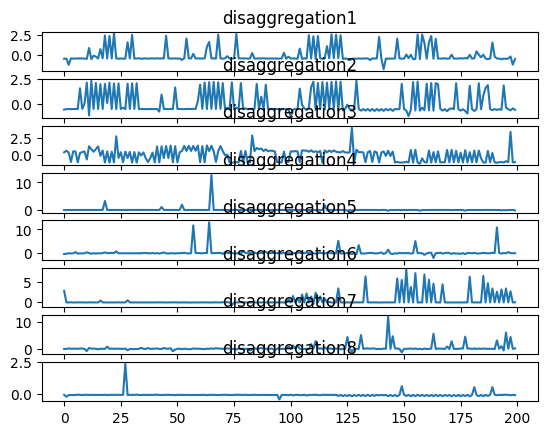 disaggregation1
2.5
0.0
disaggregation2
2.5
0.0
disaggregation3
2.5
0.0
disaggregation4
10
0
disaggregation5
10
0
disaggregation6
5
0
disaggregation7
10
0
disaggregation8
2.5
0.0
0 25 50 75 100 125 150 175 200